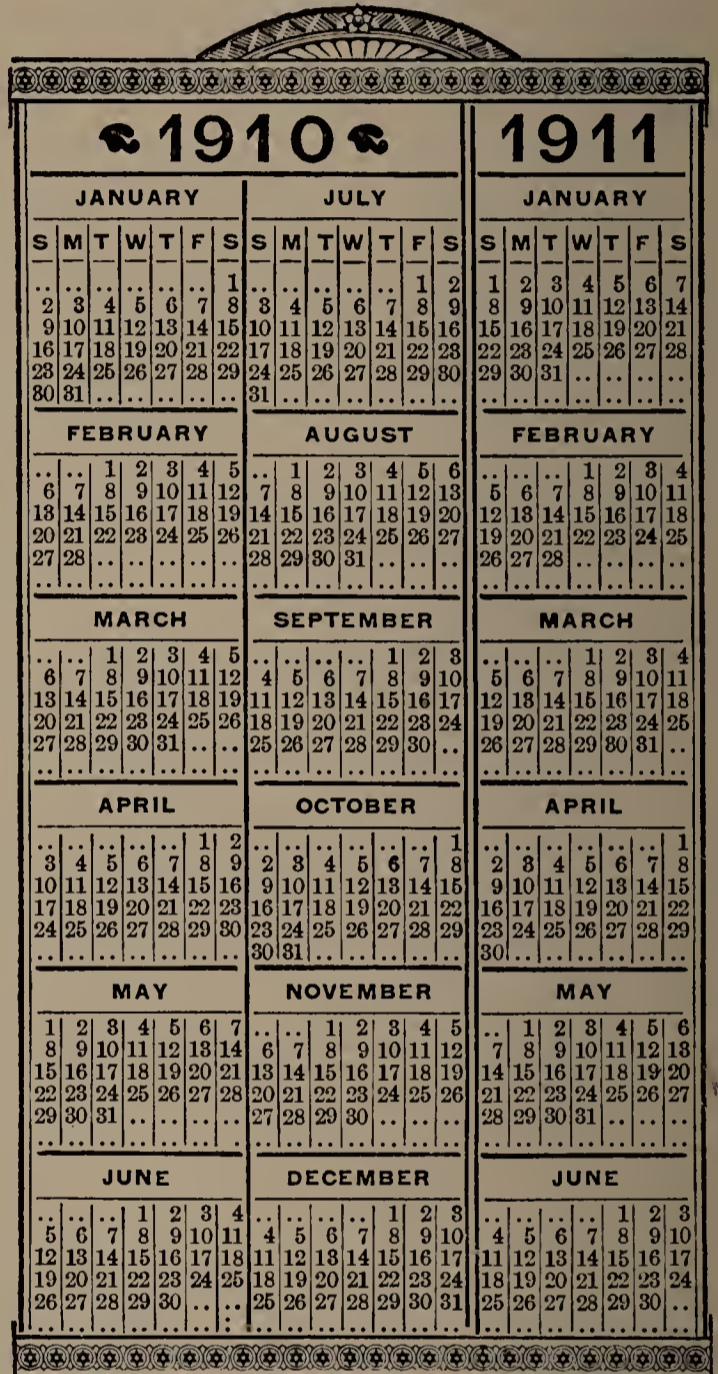 1910
JANUARY
S M T W T F S
.. .. .. .. .. .. 1
2 3 4 5 6 7 8
9 10 11 12 13 14 15
16 17 18 19 20 21 22
23 24 25 26 27 28 29
30 31 .. .. .. .. ..
FEBRUARY
.. .. 1 2 3 4 5
6 7 8 9 10 11 12
13 14 15 16 17 18 19
20 21 22 23 24 25 26
27 28 .. .. .. .. ..
.. .. .. .. .. .. ..
MARCH
.. .. 1 2 3 4 5
6 7 8 9 10 11 12
13 14 15 16 17 18 19
20 21 22 23 24 25 26
27 28 29 30 31 .. ..
.. .. .. .. .. .. ..
APRIL
.. .. .. .. .. 1 2
3 4 5 6 7 8 9
10 11 12 13 14 15 16
17 18 19 20 21 22 23
24 25 26 27 28 29 30
.. .. .. .. .. .. ..
MAY
1 2 3 4 5 6 7
8 9 10 11 12 13 14
15 16 17 18 19 20 21
22 23 24 25 26 27 28
29 30 31 .. .. .. ..
.. .. .. .. .. .. ..
JUNE
.. .. .. 1 2 3 4
5 6 7 8 9 10 11
12 13 14 15 16 17 18
19 20 21 22 23 24 25
26 27 28 29 30 .. ..
.. .. .. .. .. .. ..
JULY
S M T W T F S
.. .. .. .. .. 1 2
3 4 5 6 7 8 9
10 11 12 13 14 15 16
17 18 19 20 21 22 23
24 25 26 27 28 29 30
31 .. .. .. .. .. ..
AUGUST
.. 1 2 3 4 5 6
7 8 9 10 11 12 13
14 15 16 17 18 19 20
21 22 23 24 25 26 27
28 29 30 31 .. .. ..
.. .. .. .. .. .. ..
SEPTEMBER
.. .. .. .. 1 2 3
4 5 6 7 8 9 10
11 12 13 14 15 16 17
18 19 20 21 22 23 24
25 26 27 28 29 30 ..
.. .. .. .. .. .. ..
OCTOBER
.. .. .. .. .. .. 1
2 3 4 5 6 7 8
9 10 11 12 13 14 15
16 17 18 19 20 21 22
23 24 25 26 27 28 29
30 31 .. .. .. .. ..
NOVEMBER
.. .. 1 2 3 4 5
6 7 8 9 10 11 12
13 14 15 16 17 18 19
20 21 22 23 24 25 26
27 28 29 30 .. .. ..
.. .. .. .. .. .. ..
DECEMBER
.. .. .. .. 1 2 3
4 5 6 7 8 9 10
11 12 13 14 15 16 17
18 19 20 21 22 23 24
25 26 27 28 29 30 31
.. .. .. .. .. .. ..
1911
JANUARY
S M T W T F S
1 2 3 4 5 6 7
8 9 10 11 12 13 14
15 16 17 18 19 20 21
22 23 24 25 26 27 28
29 30 31 .. .. .. ..
.. .. .. .. .. .. ..
FEBRUARY
.. .. .. 1 2 3 4
5 6 7 8 9 10 11
12 13 14 15 16 17 18
19 20 21 22 23 24 25
26 27 28 .. .. .. ..
.. .. .. .. .. .. ..
MARCH
.. .. .. 1 2 3 4
5 6 7 8 9 10 11
12 13 14 15 16 17 18
19 20 21 22 23 24 25
26 27 28 29 30 31 ..
.. .. .. .. .. .. ..
APRIL
.. .. .. .. .. .. 1
2 3 4 5 6 7 8
9 10 11 12 13 14 15
16 17 18 19 20 21 22
23 24 25 26 27 28 29
30 .. .. .. .. .. ..
MAY
.. 1 2 3 4 5 6
7 8 9 10 11 12 13
14 15 16 17 18 19 20
21 22 23 24 25 26 27
28 29 30 31 .. .. ..
.. .. .. .. .. .. ..
JUNE
.. .. .. .. 1 2 3
4 5 6 7 8 9 10
11 12 13 14 15 16 17
18 19 20 21 22 23 24
25 26 27 28 29 30 ..
.. .. .. .. .. .. ..